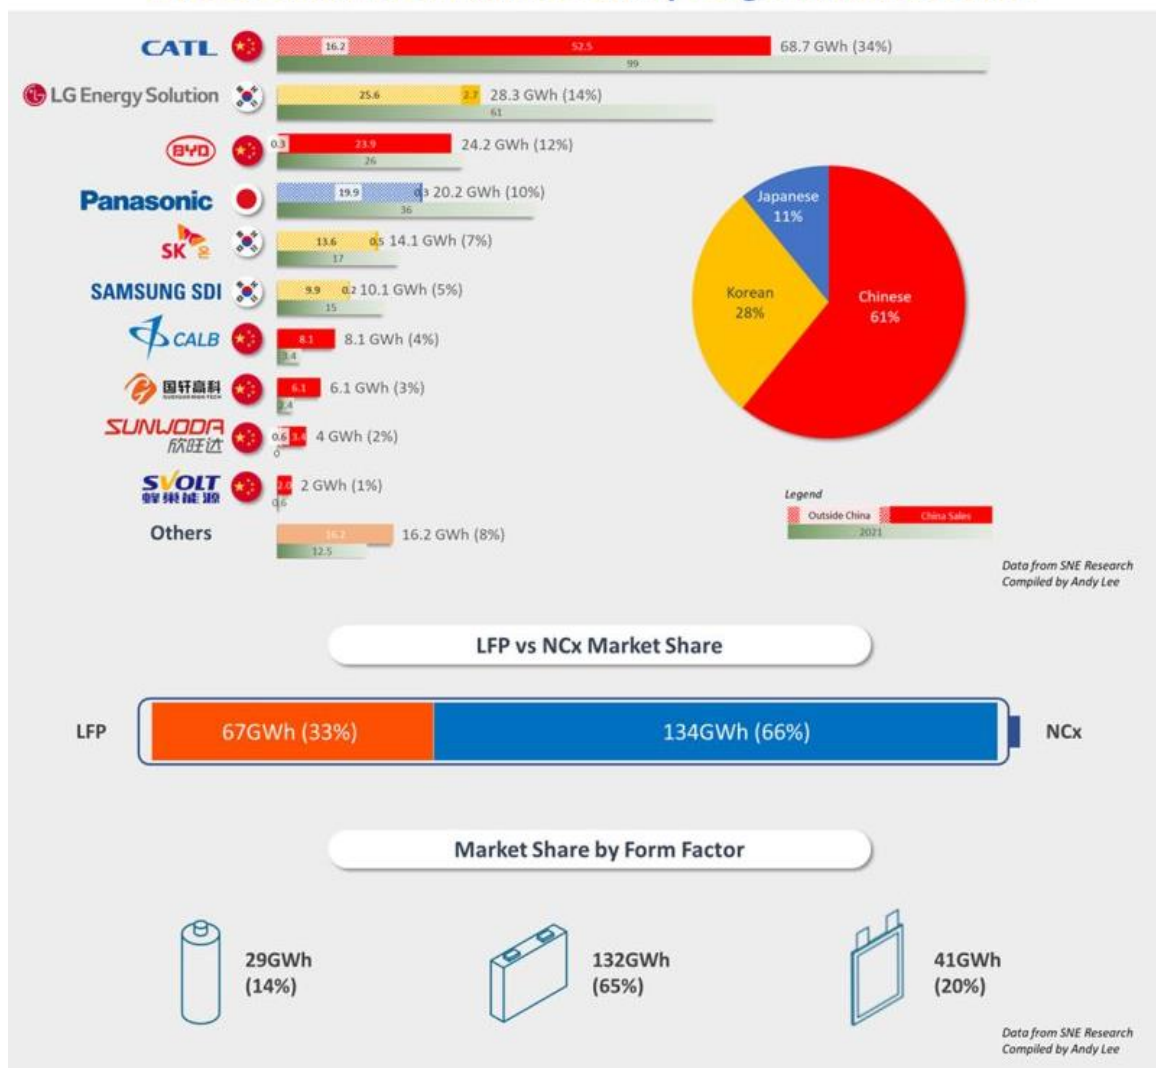 CATL
16.2
52.5
68.7 GWh (34%)
99
LG
LG Energy Solution
25.6
2.7
28.3 GWh (14%)
61
BYD
0.3
23.9
24.2 GWh (12%)
26
Panasonic
19.9
0.3
20.2 GWh (10%)
36
SK 온
13.6
0.5
14.1 GWh (7%)
17
SAMSUNG SDI
9.9
0.2
10.1 GWh (5%)
15
CALB
8.1
8.1 GWh (4%)
3.4
国轩高科
6.1
6.1 GWh (3%)
2.4
SUNWODA
欣旺达
0.6
3.4
4 GWh (2%)
0
SVOLT
蜂巢能源
2.0
2 GWh (1%)
0.6
Others
16.2
16.2 GWh (8%)
12.5
Japanese
11%
Korean
28%
Chinese
61%
Legend
Outside China
China Sales
2021
Data from SNE Research
Compiled by Andy Lee
LFP vs NCx Market Share
LFP
67GWh (33%)
134GWh (66%)
NCx
Market Share by Form Factor
29GWh
(14%)
132GWh
(65%)
41GWh
(20%)
Data from SNE Research
Compiled by Andy Lee